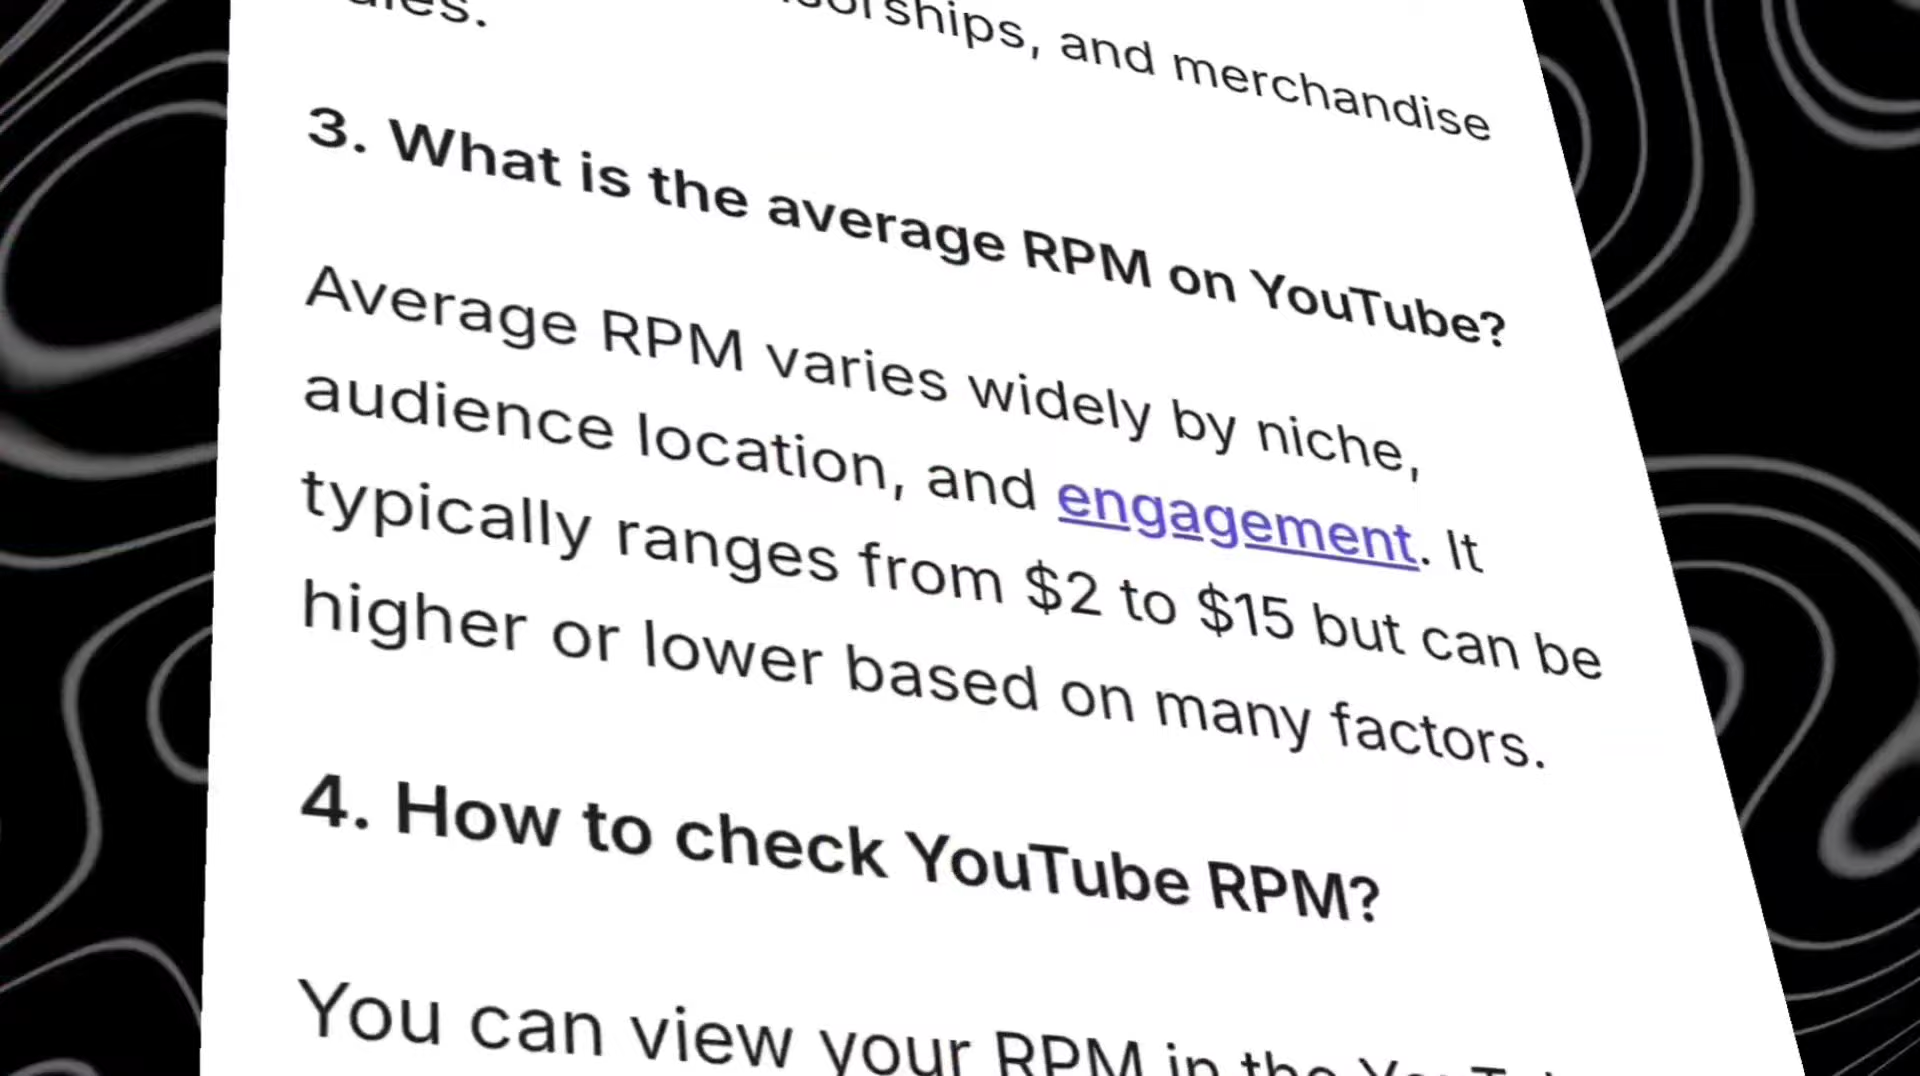 and merchandise
3. What is the average RPM on YouTube?
Average RPM varies widely by niche,
audience location, and engagement. It
typically ranges from $2 to $15 but can be
higher or lower based on many factors.
4. How to check YouTube RPM?
You can view your RPM in the